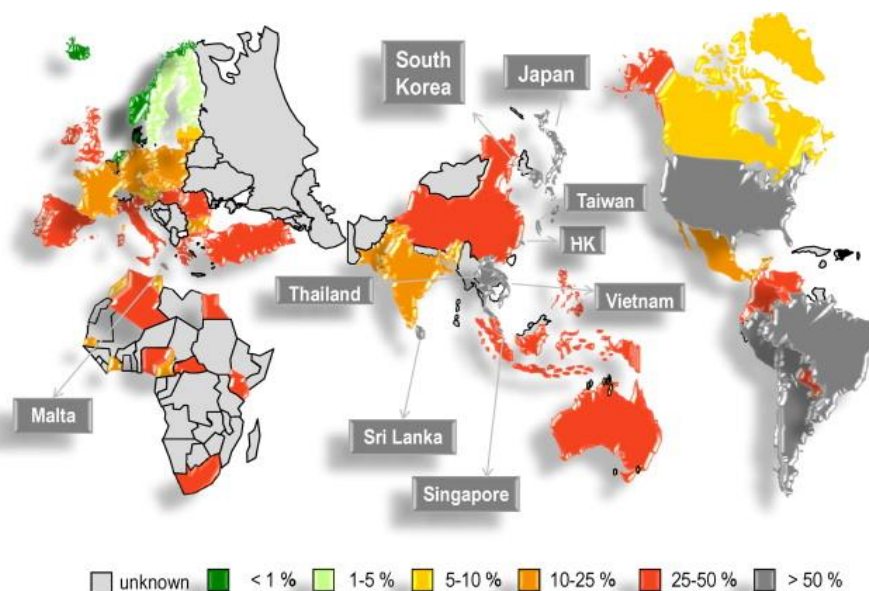 South
Korea
Japan
Taiwan
HK
Thailand
Vietnam
Malta
Sri Lanka
Singapore
unknown < 1 % 1-5 % 5-10 % 10-25 % 25-50 % > 50 %